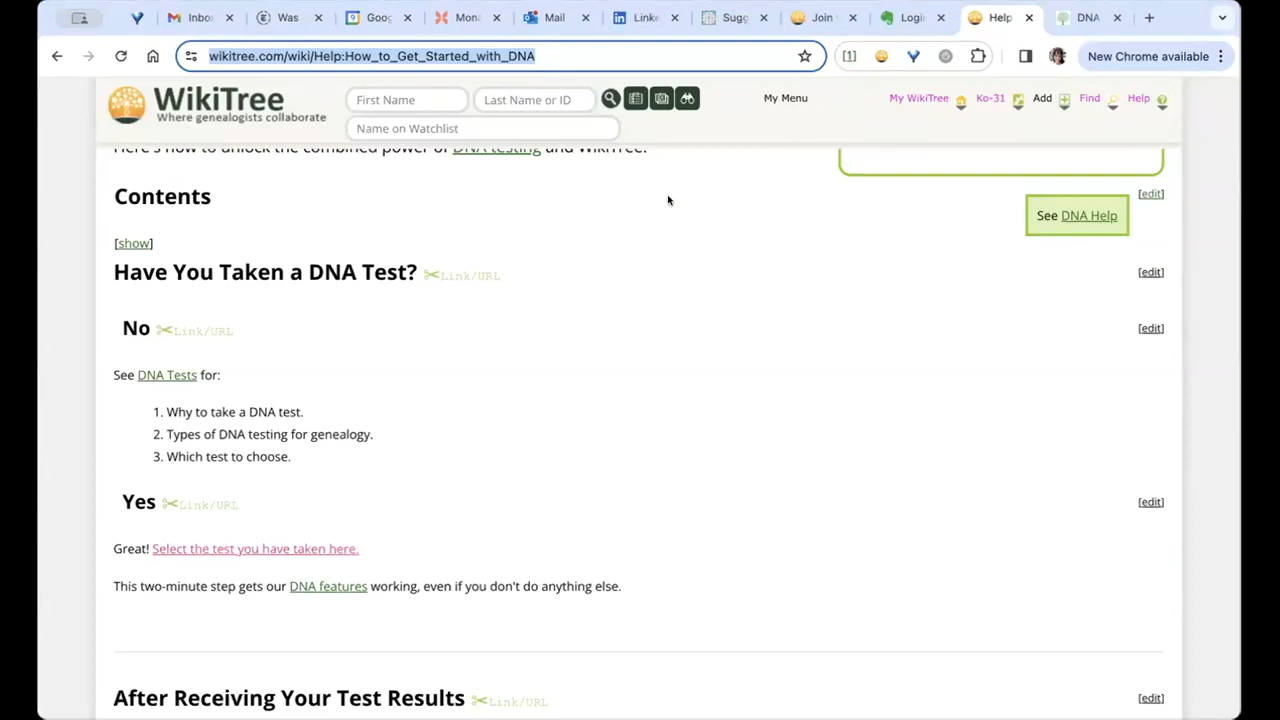 Inbo
Was
Goog
Mon
Mail
Linke
Sugg
Join
Logi
Help
DNA
wikitree.com/wiki/Help:How_to_Get_Started_with_DNA
[1]
New Chrome available
WikiTree
Where genealogists collaborate
First Name
Last Name or ID
Name on Watchlist
My Menu
My WikiTree
Ko-31
Add
Find
Help
Here's how to unlock the combined power of DNA testing and WikiTree.
Contents
[edit]
See DNA Help
[show]
Have You Taken a DNA Test? Link/URL
[edit]
No Link/URL
[edit]
See DNA Tests for:
1. Why to take a DNA test.
2. Types of DNA testing for genealogy.
3. Which test to choose.
Yes Link/URL
[edit]
Great! Select the test you have taken here.
This two-minute step gets our DNA features working, even if you don't do anything else.
After Receiving Your Test Results Link/URL
[edit]